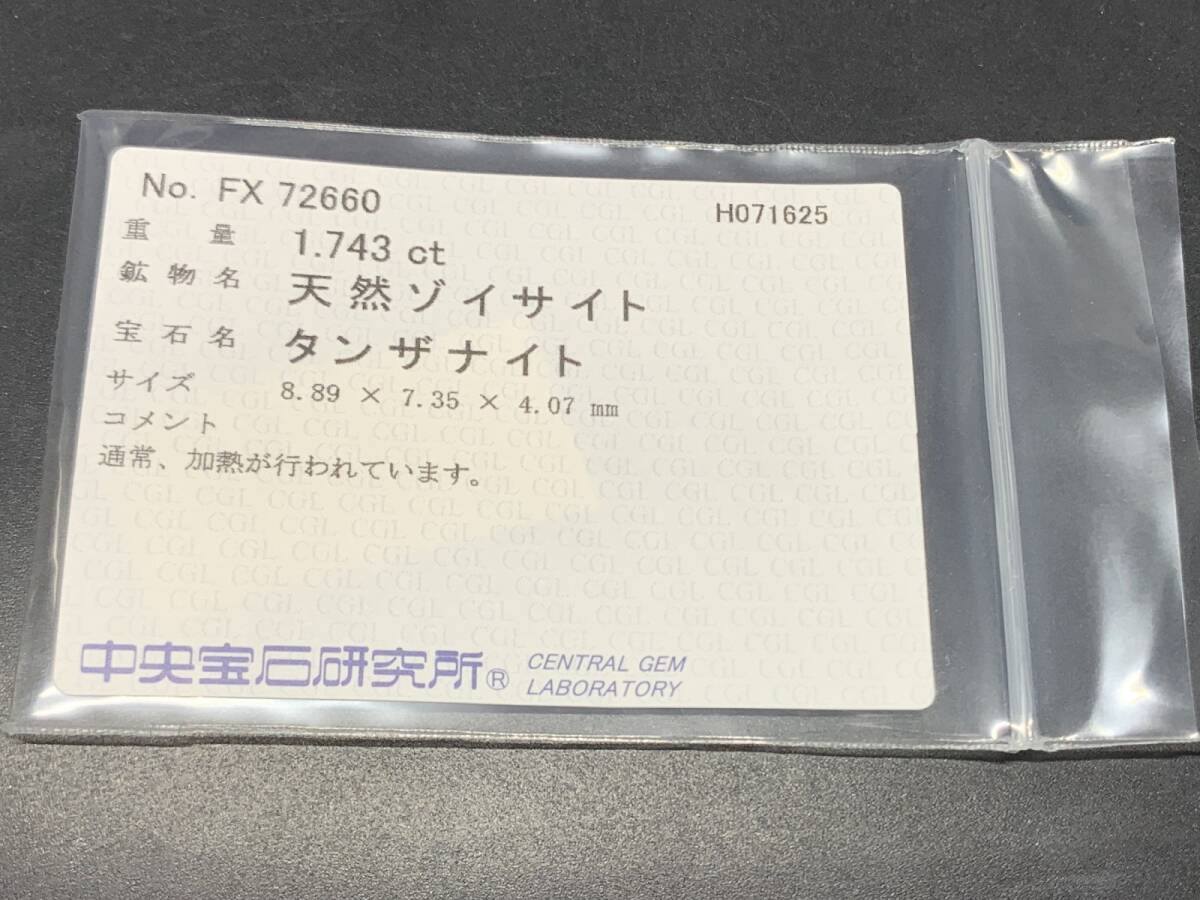 No. FX 72660 H071625
重量 1.743 ct
鉱物名 天然ゾイサイト
宝石名 タンザナイト
サイズ 8.89 × 7.35 × 4.07 mm
コメント
通常、加熱が行われています。
中央宝石研究所® CENTRAL GEM
LABORATORY